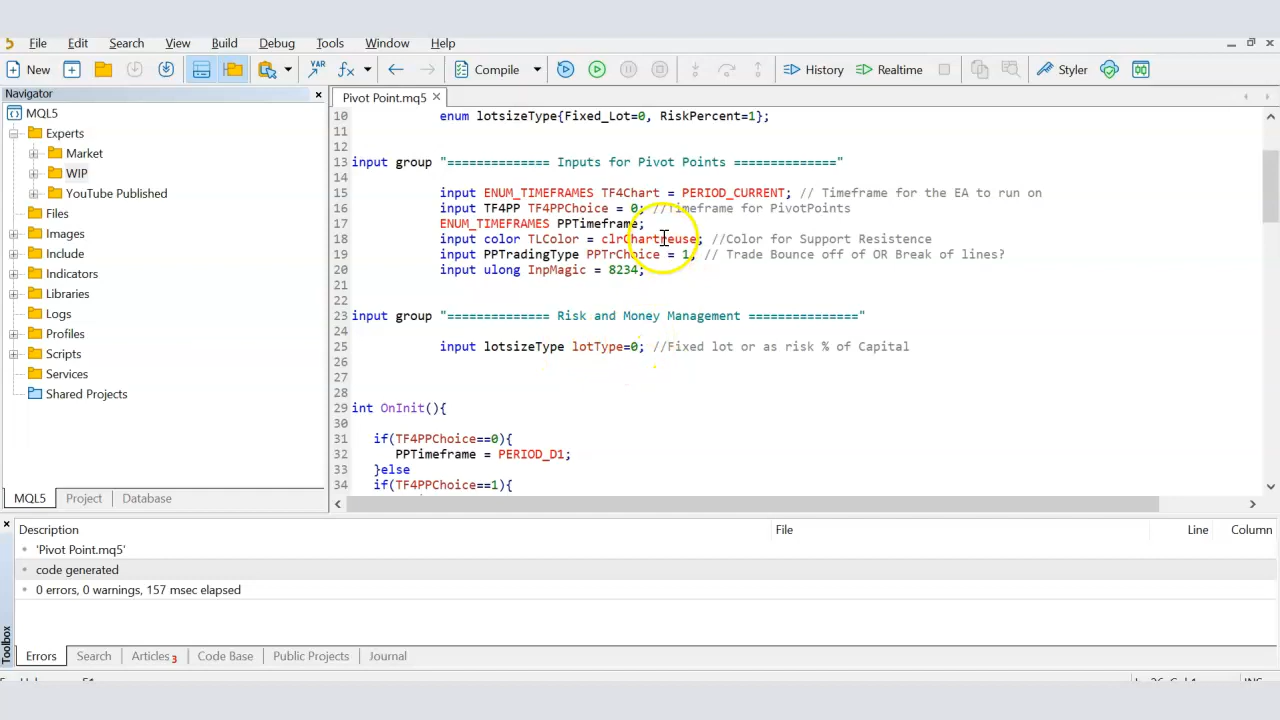 File Edit Search View Build Debug Tools Window Help
New Compile History Realtime Styler
Navigator
MQL5
Experts
Market
WIP
YouTube Published
Files
Images
Include
Indicators
Libraries
Logs
Profiles
Scripts
Services
Shared Projects
MQL5 Project Database
Pivot Point.mq5
10 enum lotsizeType{Fixed_Lot=0, RiskPercent=1};
11
12
13 input group "============== Inputs for Pivot Points =============="
14
15 input ENUM_TIMEFRAMES TF4Chart = PERIOD_CURRENT; // Timeframe for the EA to run on
16 input TF4PP TF4PPChoice = 0; //Timeframe for PivotPoints
17 ENUM_TIMEFRAMES PPTimeframe;
18 input color TLColor = clrChartreuse; //Color for Support Resistence
19 input PPTradingType PPTrChoice = 1; // Trade Bounce off of OR Break of lines?
20 input ulong InpMagic = 8234;
21
22
23 input group "============== Risk and Money Management ==============="
24
25 input lotsizeType lotType=0; //Fixed lot or as risk % of Capital
26
27
28
29 int OnInit(){
30
31 if(TF4PPChoice==0){
32 PPTimeframe = PERIOD_D1;
33 }else
34 if(TF4PPChoice==1){
Description File Line Column
'Pivot Point.mq5'
code generated
0 errors, 0 warnings, 157 msec elapsed
Toolbox
Errors Search Articles 3 Code Base Public Projects Journal